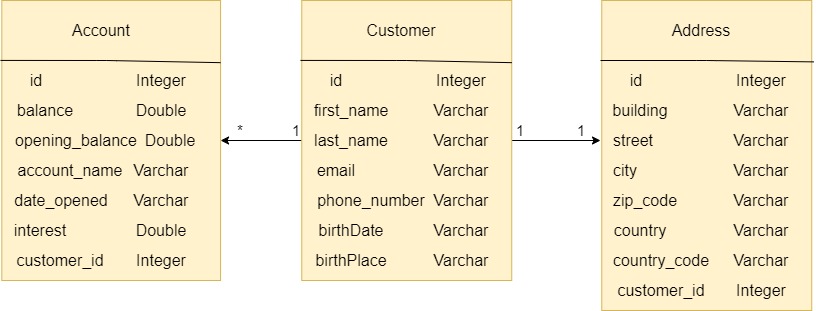 Account
id Integer
balance Double
opening_balance Double
account_name Varchar
date_opened Varchar
interest Double
customer_id Integer
* 1
Customer
id Integer
first_name Varchar
last_name Varchar
email Varchar
phone_number Varchar
birthDate Varchar
birthPlace Varchar
1 1
Address
id Integer
building Varchar
street Varchar
city Varchar
zip_code Varchar
country Varchar
country_code Varchar
customer_id Integer